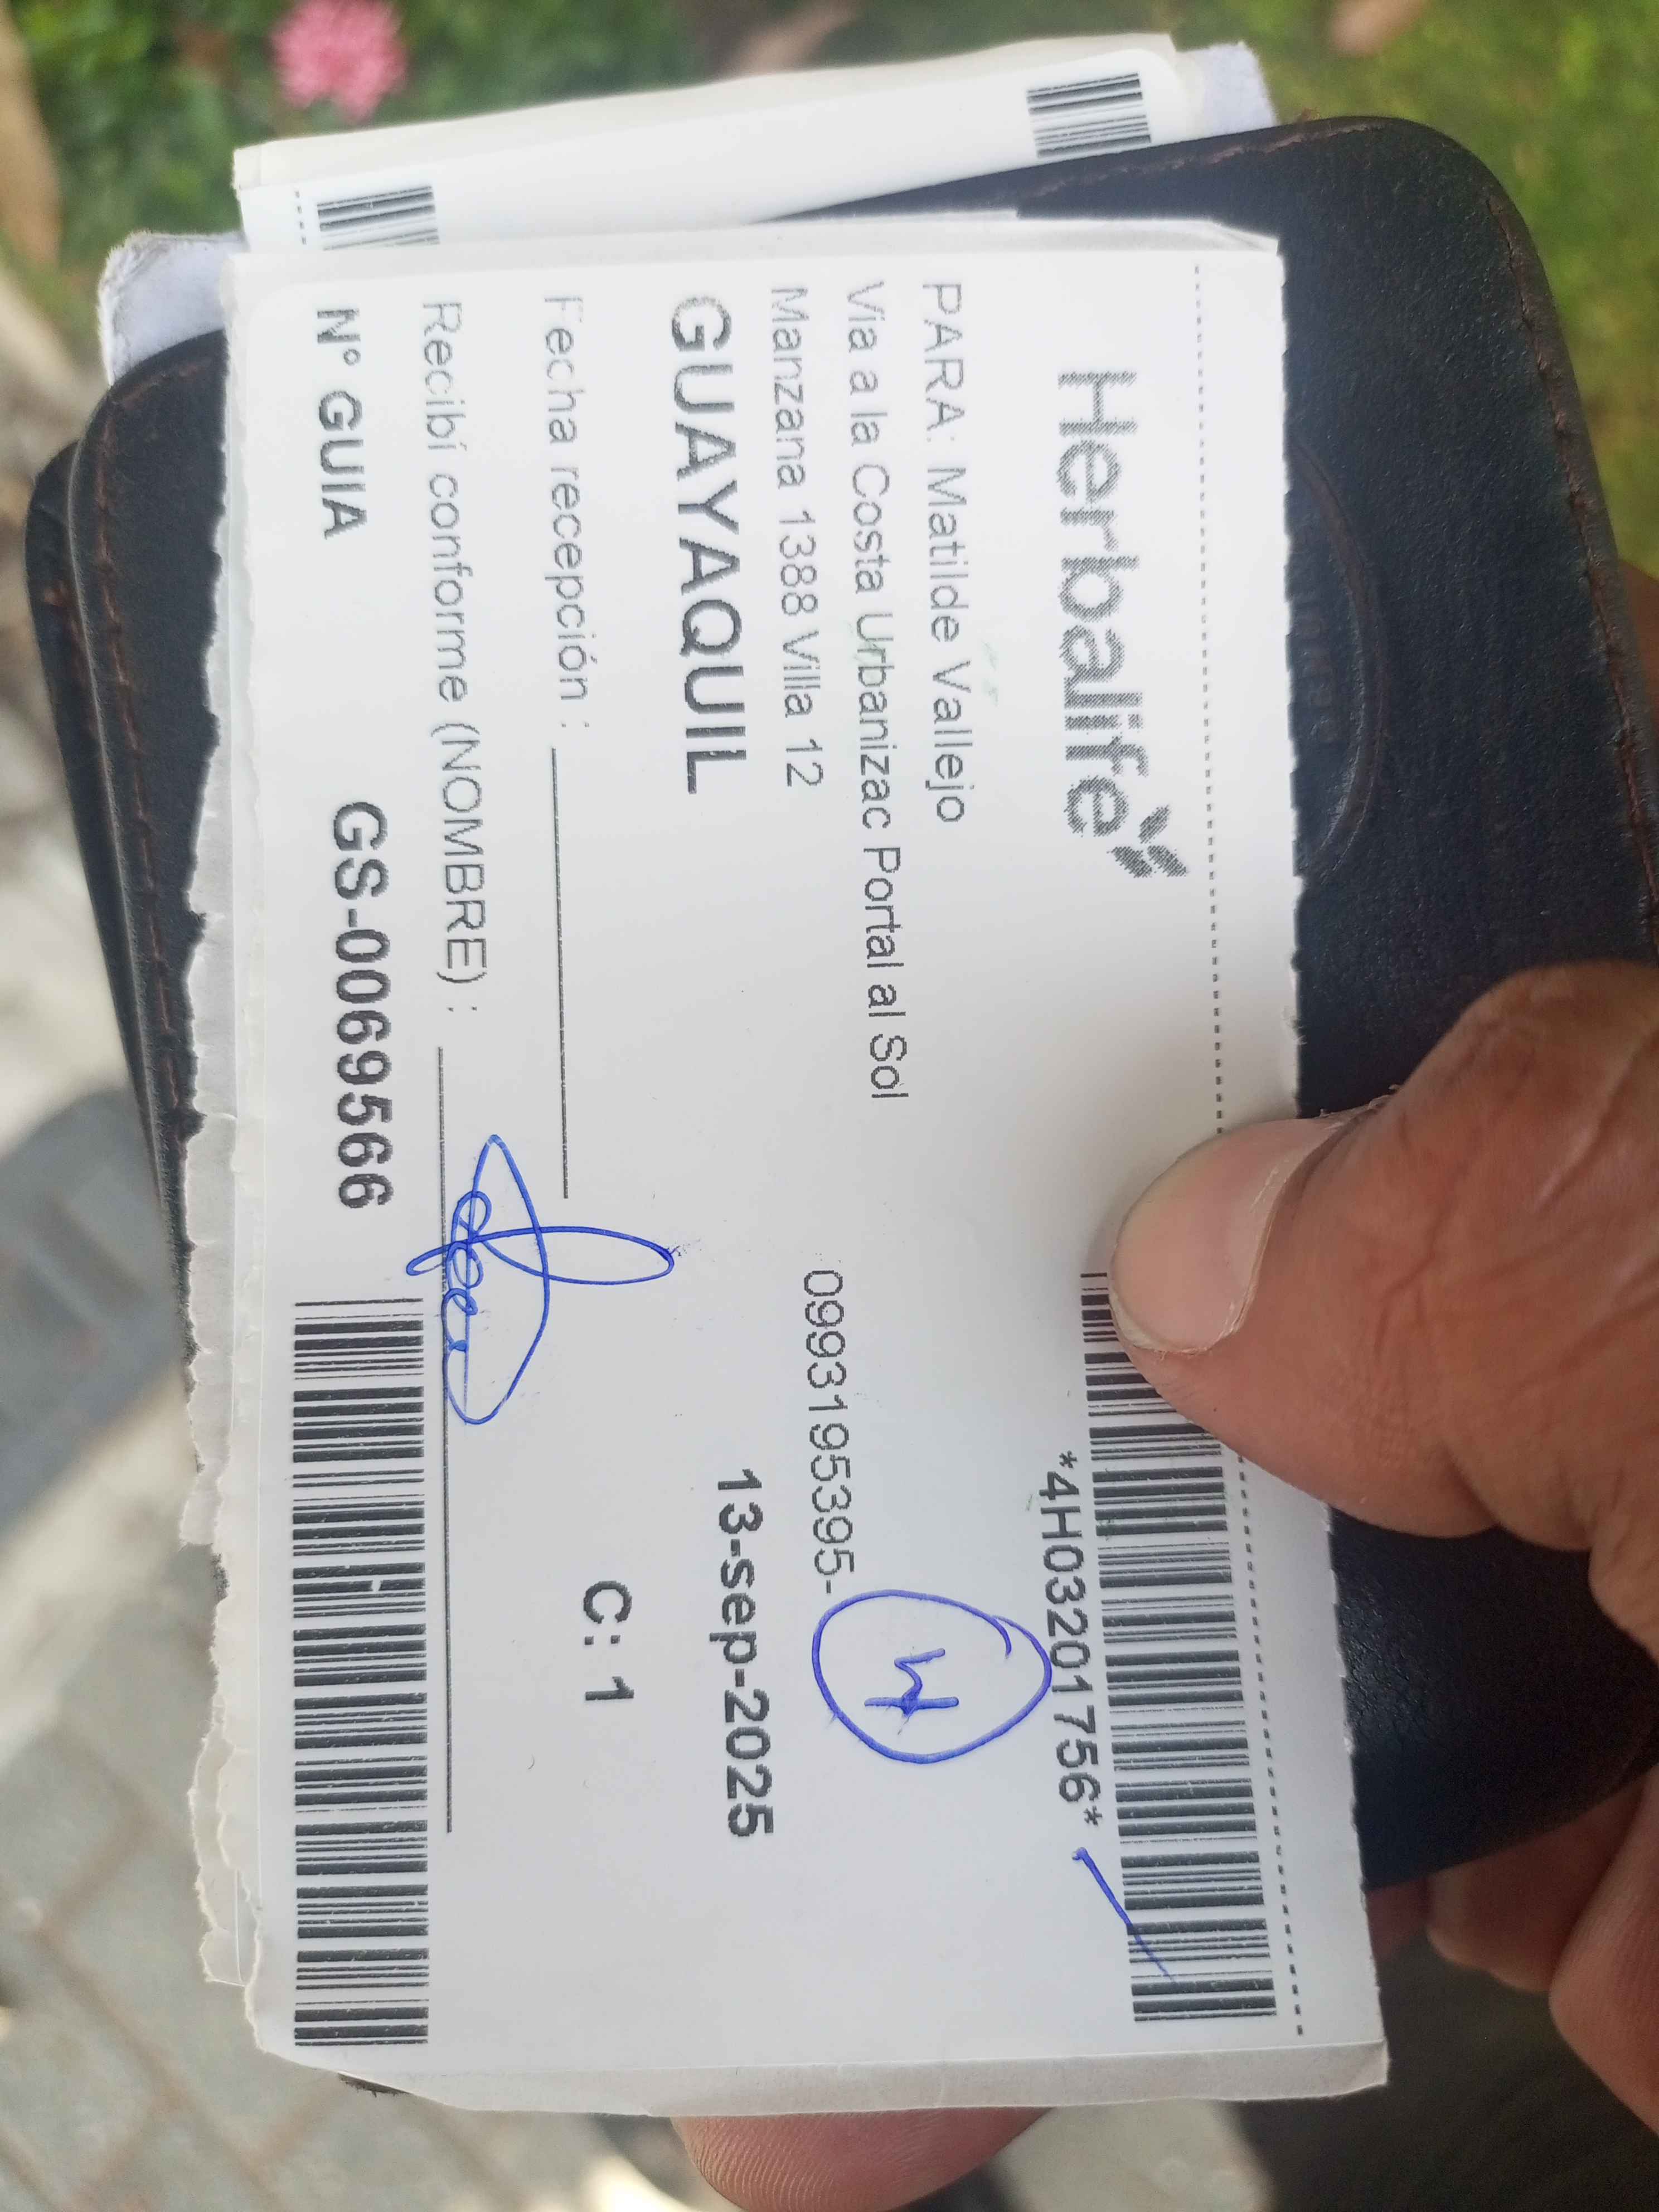 Herbalife
*4H03201756*
PARA: Matilde Vallejo
Via a la Costa Urbanizac Portal al Sol
Manzana 1388 Villa 12
0993195395-
4
GUAYAQUIL
13-sep-2025
Fecha recepción :
C: 1
Recibí conforme (NOMBRE) :
N° GUIA GS-0069566